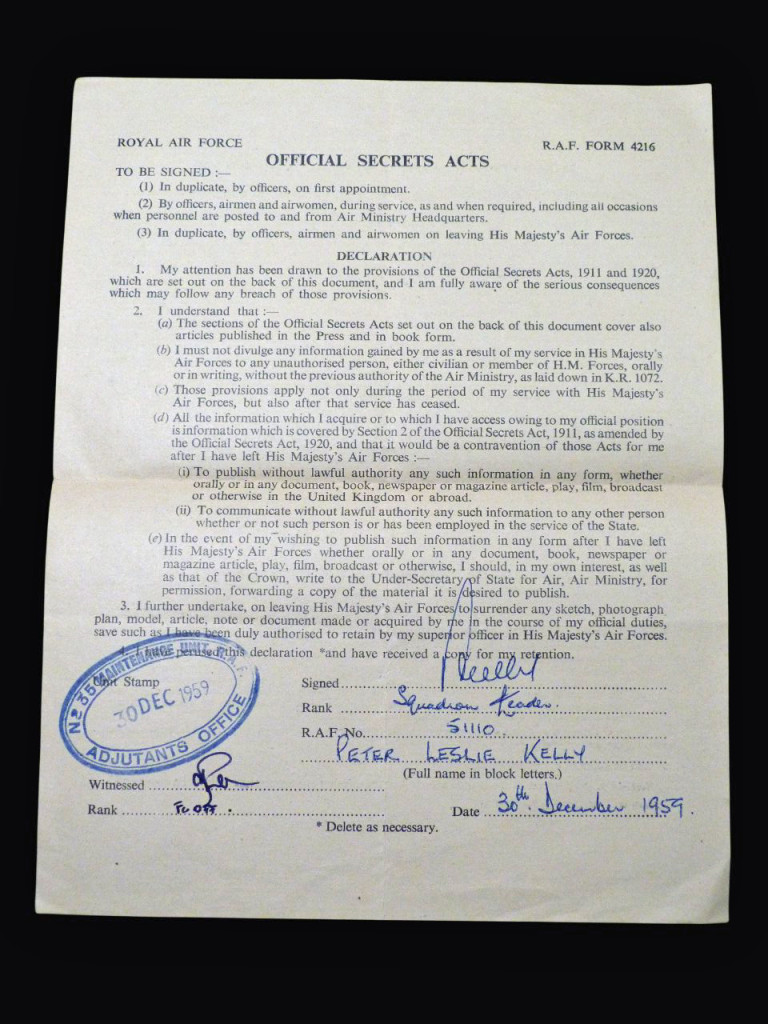 ROYAL AIR FORCE
R.A.F. FORM 4216
OFFICIAL SECRETS ACTS
TO BE SIGNED :—
(1) In duplicate, by officers, on first appointment.
(2) By officers, airmen and airwomen, during service, as and when required, including all occasions
when personnel are posted to and from Air Ministry Headquarters.
(3) In duplicate, by officers, airmen and airwomen on leaving His Majesty's Air Forces.
DECLARATION
1. My attention has been drawn to the provisions of the Official Secrets Acts, 1911 and 1920,
which are set out on the back of this document, and I am fully aware of the serious consequences
which may follow any breach of those provisions.
2. I understand that :—
(a) The sections of the Official Secrets Acts set out on the back of this document cover also
articles published in the Press and in book form.
(b) I must not divulge any information gained by me as a result of my service in His Majesty's
Air Forces to any unauthorised person, either civilian or member of H.M. Forces, orally
or in writing, without the previous authority of the Air Ministry, as laid down in K.R. 1072.
(c) Those provisions apply not only during the period of my service with His Majesty's
Air Forces, but also after that service has ceased.
(d) All the information which I acquire or to which I have access owing to my official position
is information which is covered by Section 2 of the Official Secrets Act, 1911, as amended by
the Official Secrets Act, 1920, and that it would be a contravention of those Acts for me
after I have left His Majesty's Air Forces :—
(i) To publish without lawful authority any such information in any form, whether
orally or in any document, book, newspaper or magazine article, play, film, broadcast
or otherwise in the United Kingdom or abroad.
(ii) To communicate without lawful authority any such information to any other person
whether or not such person is or has been employed in the service of the State.
(e) In the event of my wishing to publish such information in any form after I have left
His Majesty's Air Forces whether orally or in any document, book, newspaper or
magazine article, play, film, broadcast or otherwise, I should, in my own interest, as well
as that of the Crown, write to the Under-Secretary of State for Air, Air Ministry, for
permission, forwarding a copy of the material it is desired to publish.
3. I further undertake, on leaving His Majesty's Air Forces to surrender any sketch, photograph
plan, model, article, note or document made or acquired by me in the course of my official duties,
save such as I have been duly authorised to retain by my superior officer in His Majesty's Air Forces.
4. I have perused this declaration *and have received a copy for my retention.
Unit Stamp
No 35 MAINTENANCE UNIT, R.A.F.
30 DEC 1959
ADJUTANTS OFFICE
Signed
Rank Squadron Leader.
R.A.F. No. 51110
PETER LESLIE KELLY
(Full name in block letters.)
Witnessed
Rank FG OFF.
Date 30th December 1959.
* Delete as necessary.